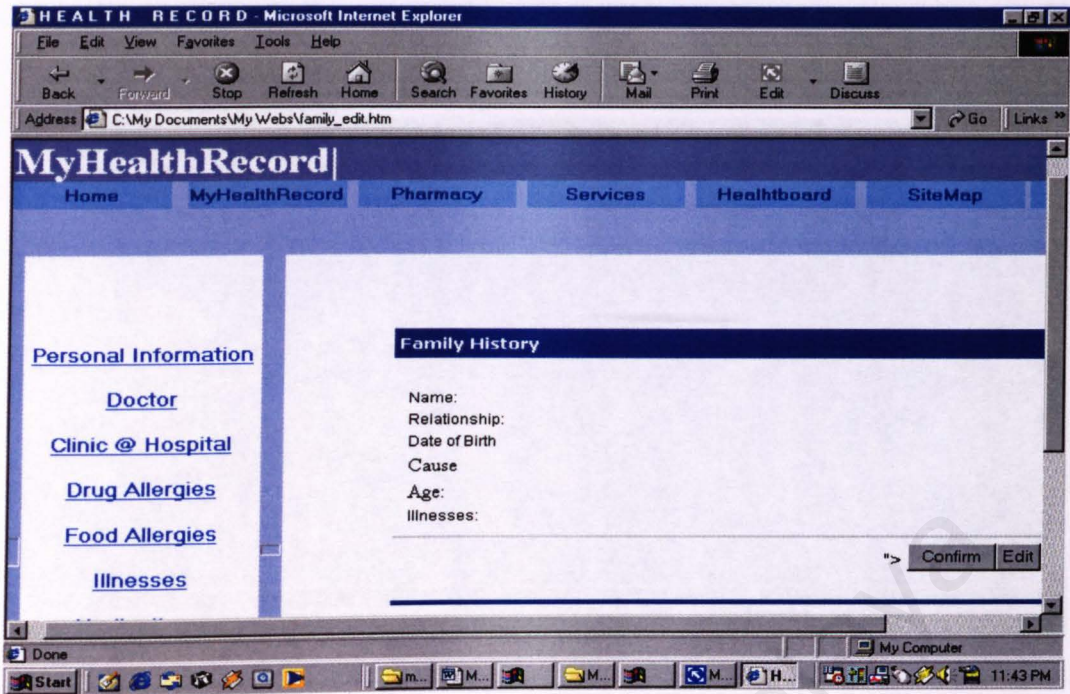 HEALTH RECORD - Microsoft Internet Explorer
File Edit View Favorites Tools Help
Back Forward Stop Refresh Home Search Favorites History Mail Print Edit Discuss
Address C:\My Documents\My Webs\family_edit.htm Go Links »
MyHealthRecord|
Home MyHealthRecord Pharmacy Services Healhtboard SiteMap
Family History
Personal Information
Doctor
Clinic @ Hospital
Drug Allergies
Food Allergies
Illnesses
Name:
Relationship:
Date of Birth
Cause
Age:
Illnesses:
"> Confirm Edit
Done My Computer
Start m... M... M... M... H... 11:43 PM